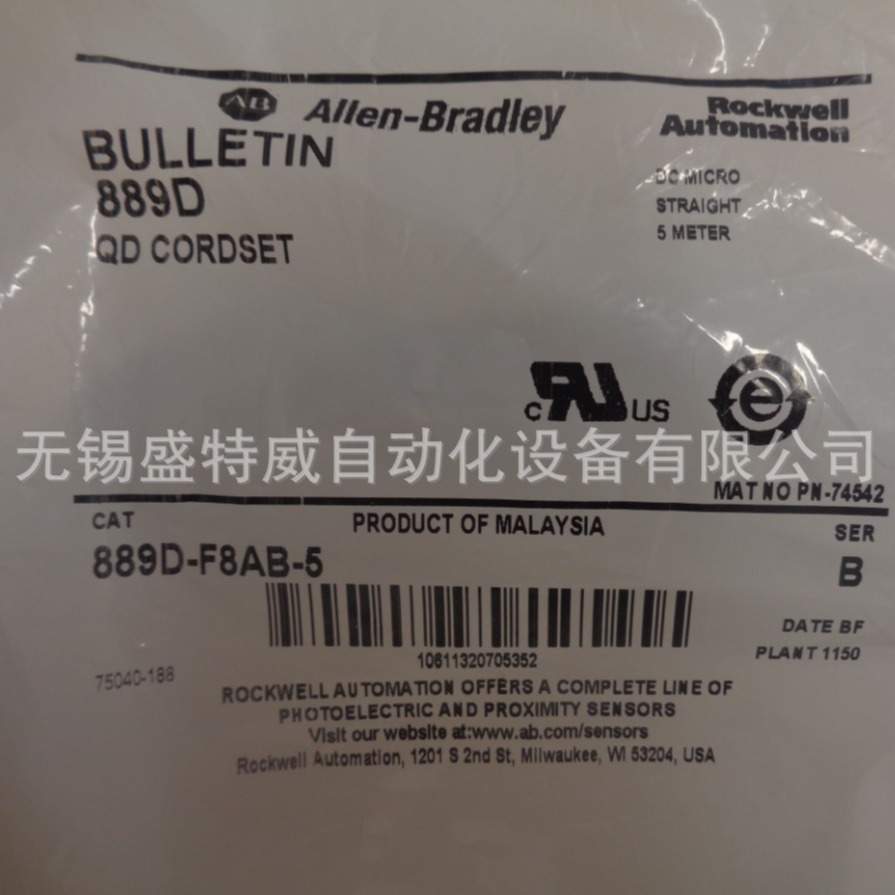 AB Allen-Bradley
Rockwell
Automation
BULLETIN
889D
QD CORDSET
DC MICRO
STRAIGHT
5 METER
c RU US
e
无锡盛特威自动化设备有限公司
MAT NO PN-74542
CAT
PRODUCT OF MALAYSIA
SER
889D-F8AB-5
B
10611320705352
DATE BF
PLANT 1150
75040-188
ROCKWELL AUTOMATION OFFERS A COMPLETE LINE OF
PHOTOELECTRIC AND PROXIMITY SENSORS
Visit our website at:www.ab.com/sensors
Rockwell Automation, 1201 S 2nd St, Milwaukee, WI 53204, USA